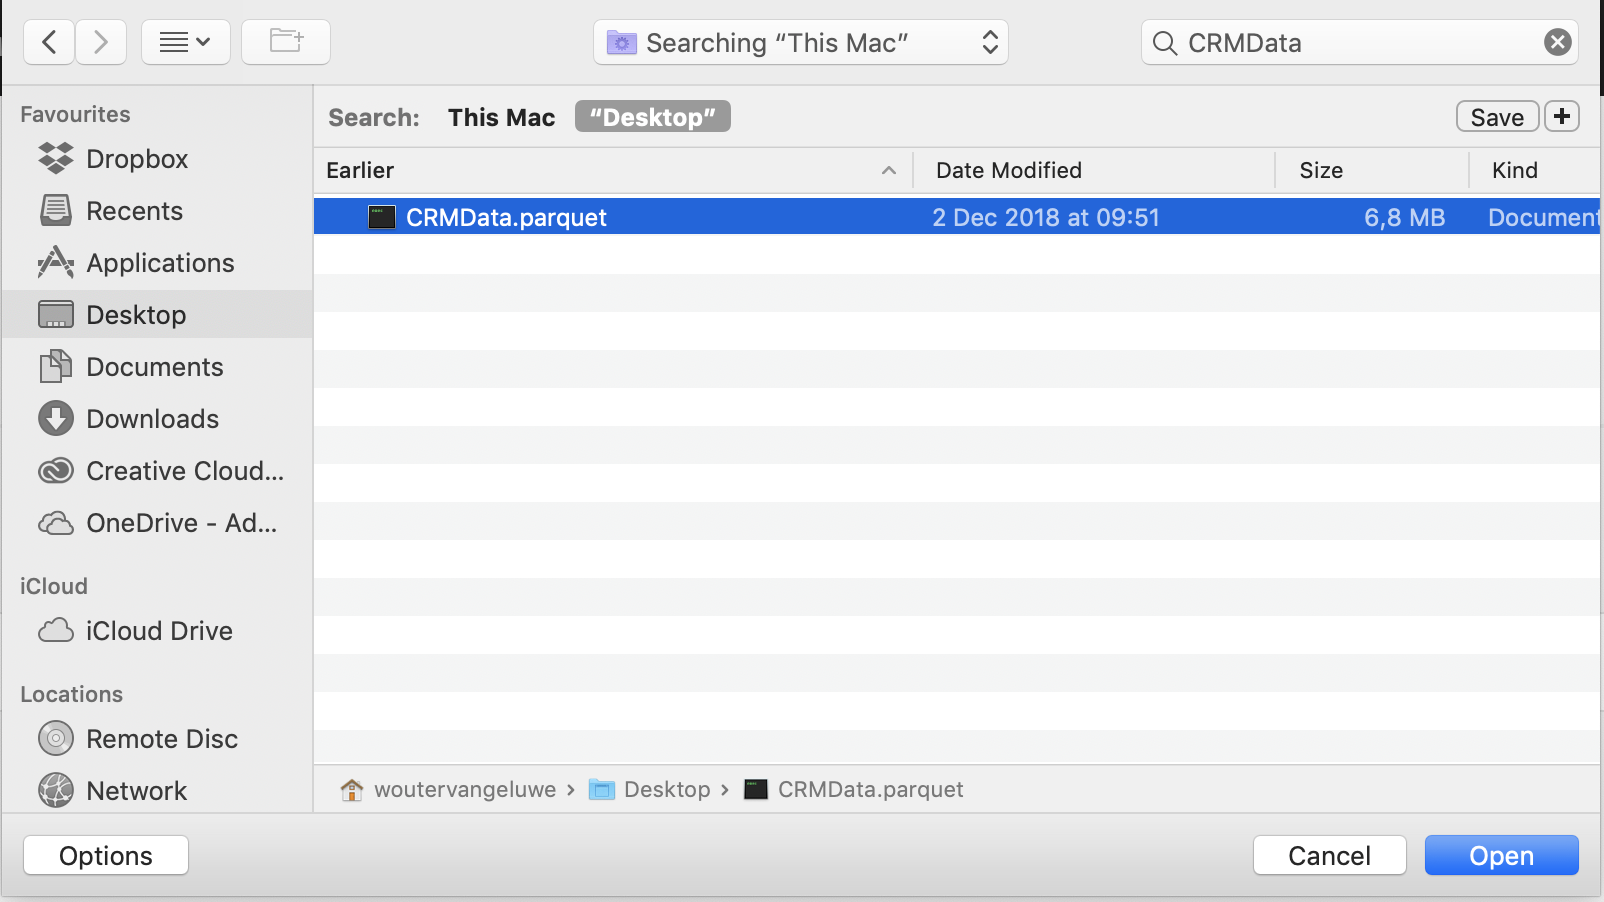 Searching “This Mac”
CRMData
Favourites
Dropbox
Recents
Applications
Desktop
Documents
Downloads
Creative Cloud...
OneDrive - Ad...
iCloud
iCloud Drive
Locations
Remote Disc
Network
Search: This Mac “Desktop” Save +
Earlier Date Modified Size Kind
CRMData.parquet 2 Dec 2018 at 09:51 6,8 MB Document
woutervangeluwe › Desktop › CRMData.parquet
Options Cancel Open